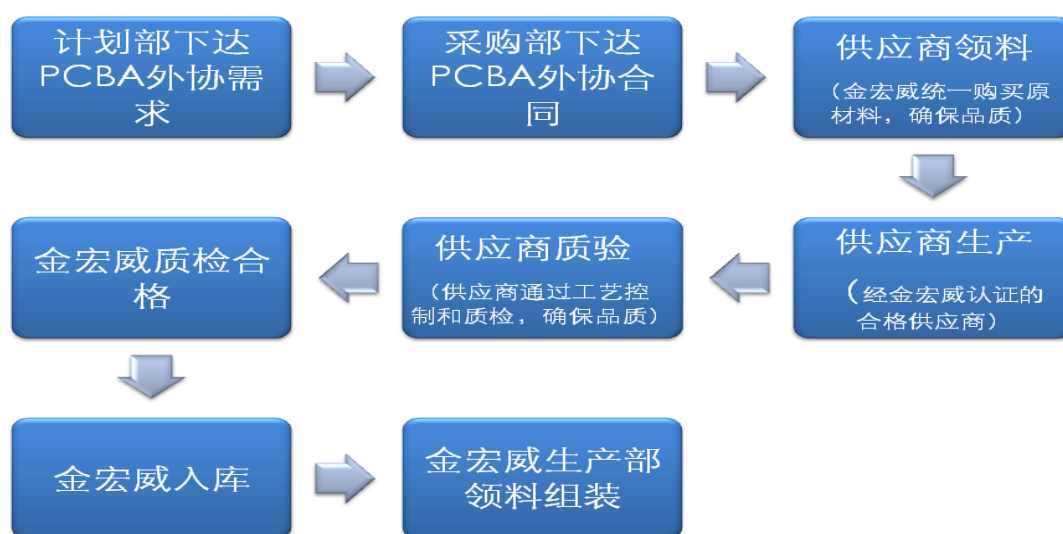 计划部下达
PCBA外协需
求
采购部下达
PCBA外协合
同
供应商领料
（金宏威统一购买原
材料，确保品质）
供应商生产
（经金宏威认证的
合格供应商）
供应商质验
（供应商通过工艺控
制和质检，确保品质）
金宏威质检合
格
金宏威入库
金宏威生产部
领料组装